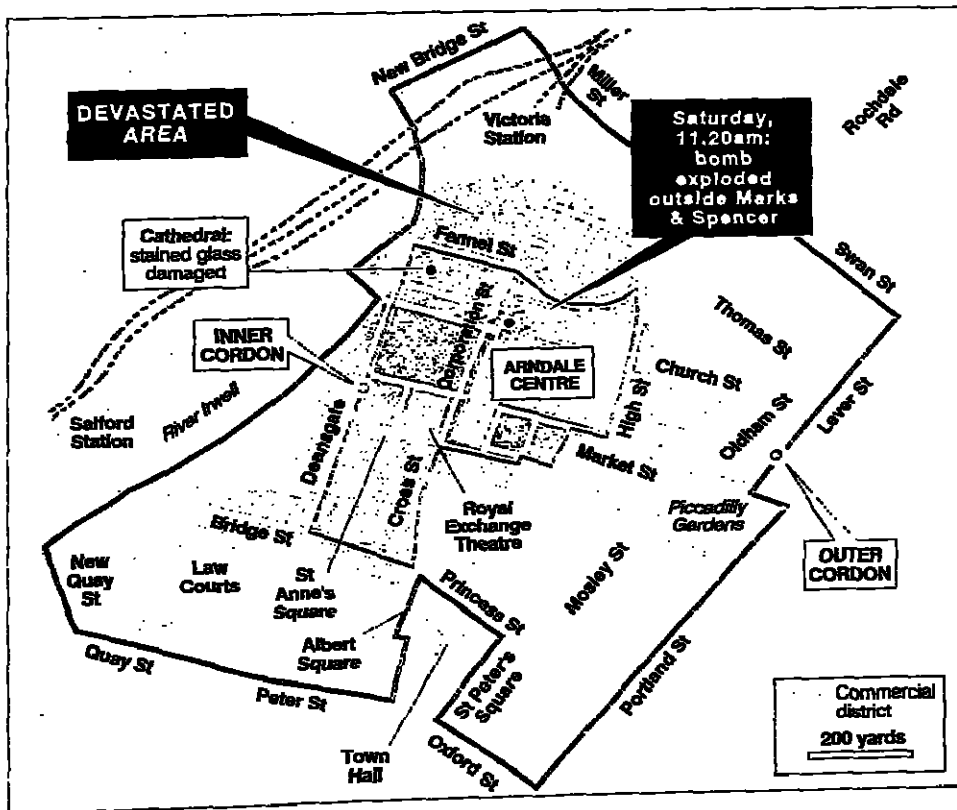 New Bridge St
Miller
St
Rochdale
Rd
DEVASTATED
AREA
Victoria
Station
Saturday,
11.20am:
bomb
exploded
outside Marks
& Spencer
Cathedral:
stained glass
damaged
Fennel St
Swan St
Corporation St
Thomas St
INNER
CORDON
ARNDALE
CENTRE
Church St
High St
Lever St
Salford
Station
River Irwell
Deansgate
Oldham St
Market St
Cross St
Royal
Exchange
Theatre
Piccadilly
Gardens
Bridge St
OUTER
CORDON
New
Quay
St
Law
Courts
St
Anne's
Square
Princess St
Mosley St
Albert
Square
Quay St
Peter St
St Peter's
Square
Portland St
Town
Hall
Oxford St
Commercial
district
200 yards